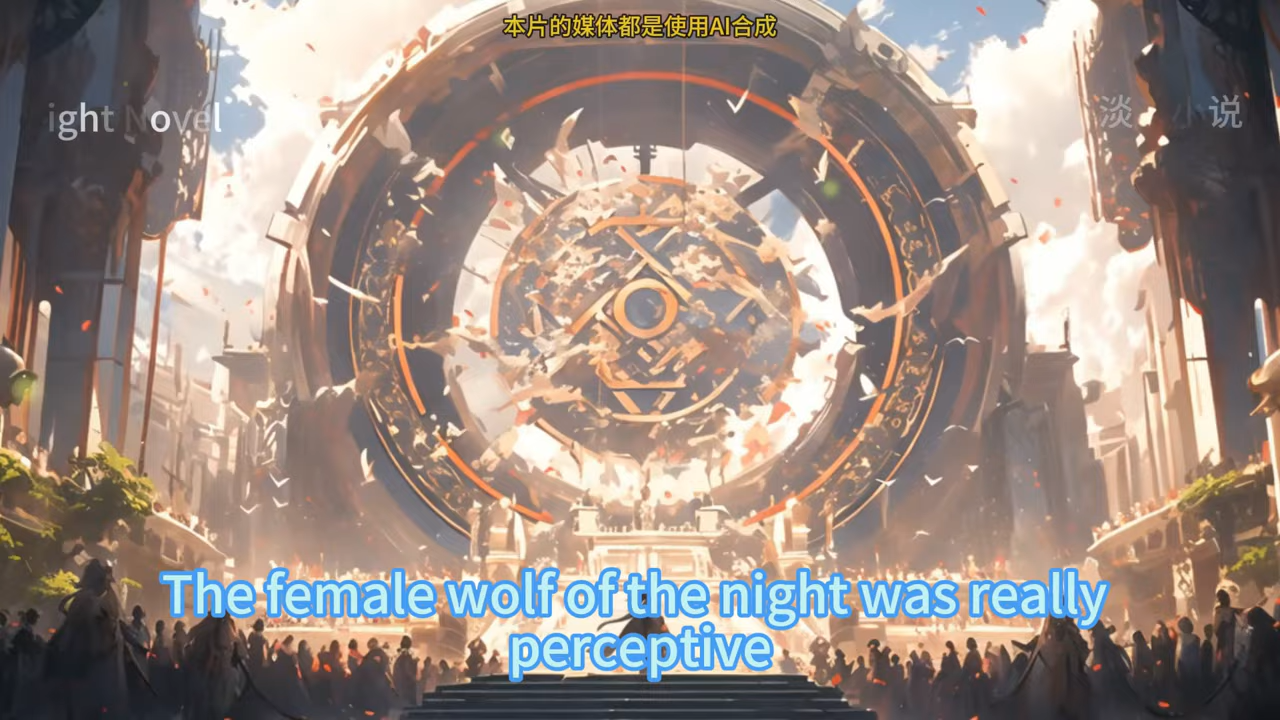 本片的媒体都是使用AI合成
ight Novel
淡 小说
The female wolf of the night was really
perceptive